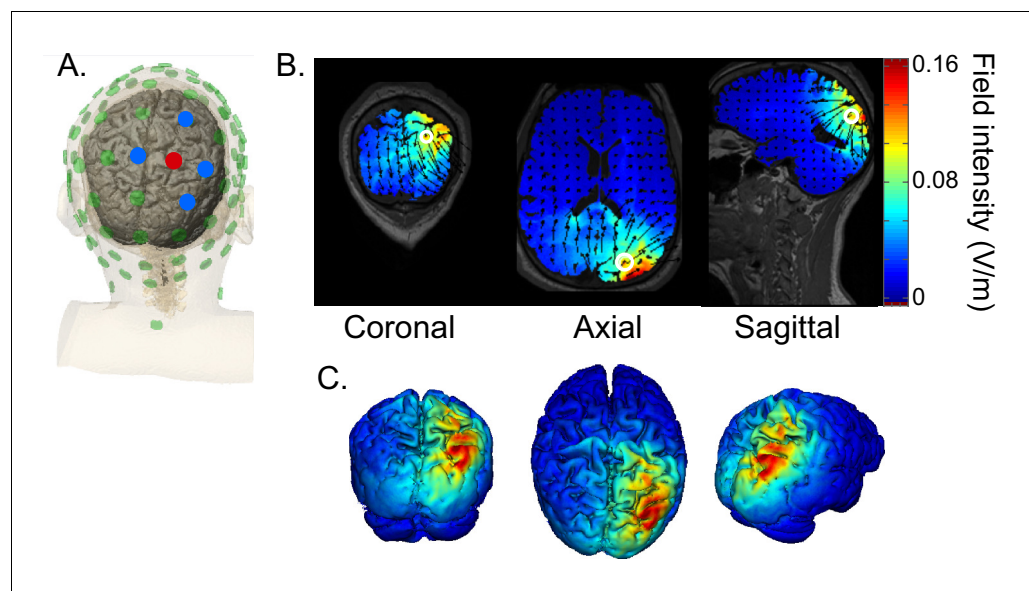 A.
B.
0.16
0.08
0
Field intensity (V/m)
Coronal
Axial
Sagittal
C.